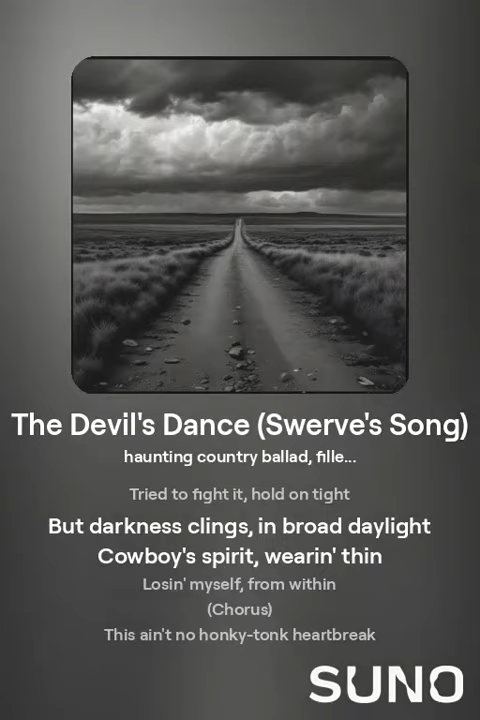 The Devil's Dance (Swerve's Song)
haunting country ballad, fille...
Tried to fight it, hold on tight
But darkness clings, in broad daylight
Cowboy's spirit, wearin' thin
Losin' myself, from within
(Chorus)
This ain't no honky-tonk heartbreak
SUNO